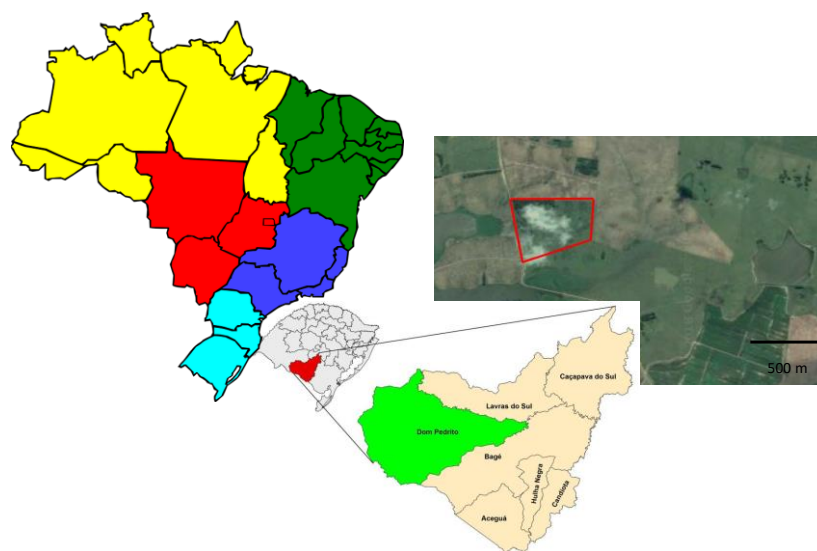 500 m
Caçapava do Sul
Lavras do Sul
Dom Pedrito
Bagé
Hulha Negra
Candiota
Aceguá